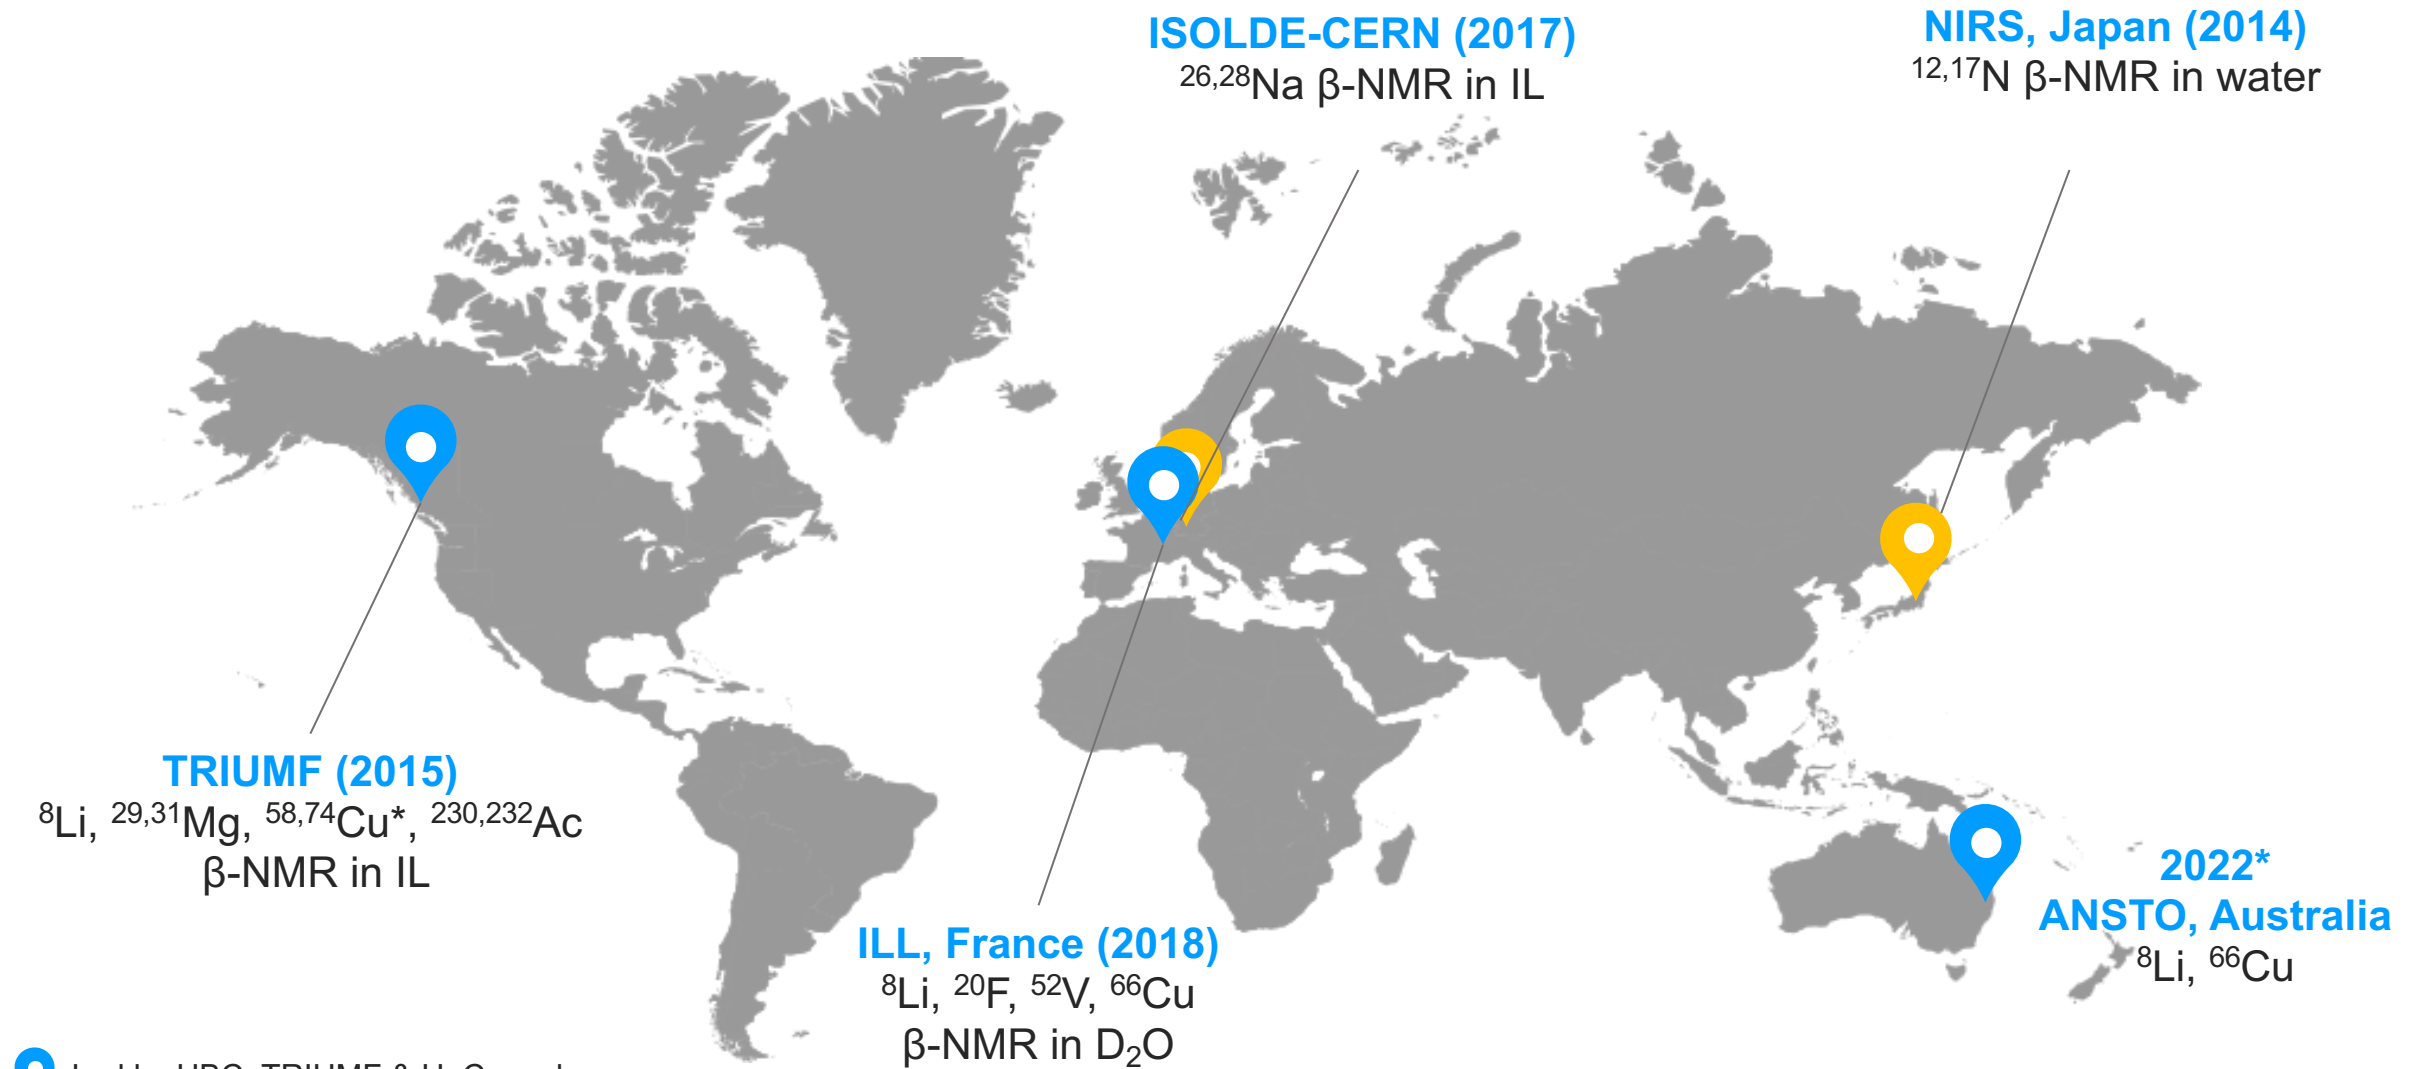 ISOLDE-CERN (2017)
²⁶,²⁸Na β-NMR in IL
NIRS, Japan (2014)
¹²,¹⁷N β-NMR in water
TRIUMF (2015)
⁸Li, ²⁹,³¹Mg, ⁵⁸,⁷⁴Cu*, ²³⁰,²³²Ac
β-NMR in IL
ILL, France (2018)
⁸Li, ²⁰F, ⁵²V, ⁶⁶Cu
β-NMR in D₂O
2022*
ANSTO, Australia
⁸Li, ⁶⁶Cu
UBC, TRIUMF &